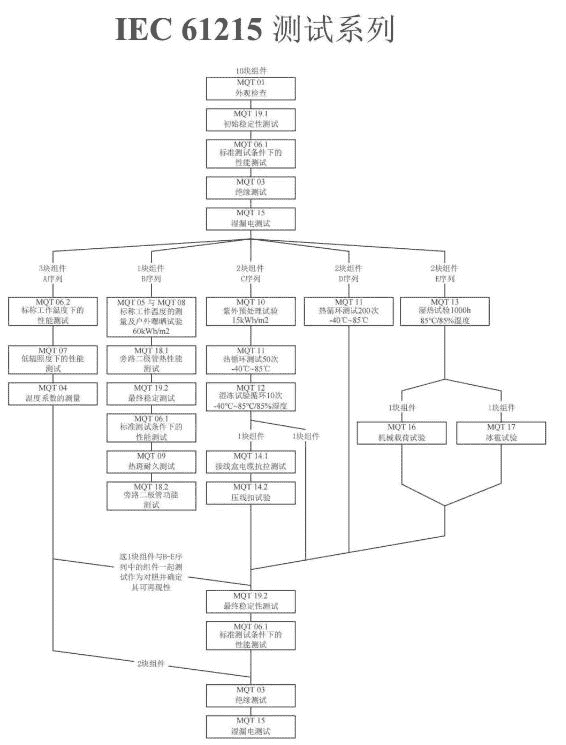 IEC 61215 测试系列
10块组件
MQT 01
外观检查
MQT 19.1
初始稳定性测试
MQT 06.1
标准测试条件下的
性能测试
MQT 03
绝缘测试
MQT 15
湿漏电测试
3块组件
A序列
MQT 06.2
标称工作温度下的
性能测试
MQT 07
低辐照度下的性能
测试
MQT 04
温度系数的测量
1块组件
B序列
MQT 05 与 MQT 08
标称工作温度的测
量及户外曝晒试验
60kWh/m2
MQT 18.1
旁路二极管热性能
测试
MQT 19.2
最终稳定测试
MQT 06.1
标准测试条件下的
性能测试
MQT 09
热斑耐久测试
MQT 18.2
旁路二极管功能
测试
2块组件
C序列
MQT 10
紫外预处理试验
15kWh/m2
MQT 11
热循环测试50次
-40℃~85℃
MQT 12
湿冻试验循环10次
-40℃~85℃/85%湿度
1块组件
1块组件
MQT 14.1
接线盒电缆抗拉测试
MQT 14.2
压线扣试验
2块组件
D序列
MQT 11
热循环测试200次
-40℃~85℃
2块组件
E序列
MQT 13
湿热试验1000h
85℃/85%湿度
1块组件
MQT 16
机械载荷试验
1块组件
MQT 17
冰雹试验
这1块组件与B-E序
列中的组件一起测
试作为对照并确定
其可再现性
MQT 19.2
最终稳定性测试
MQT 06.1
标准测试条件下的
性能测试
2块组件
MQT 03
绝缘测试
MQT 15
湿漏电测试